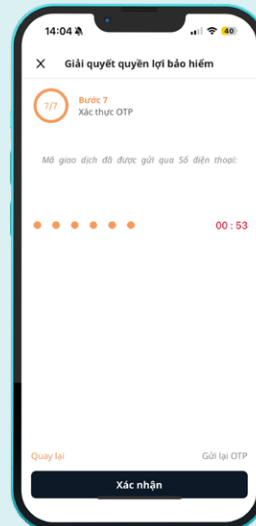 14:04
40
Giải quyết quyền lợi bảo hiểm
7/7
Bước 7
Xác thực OTP
Mã giao dịch đã được gửi qua Số điện thoại:
00 : 53
Quay lại
Gửi lại OTP
Xác nhận